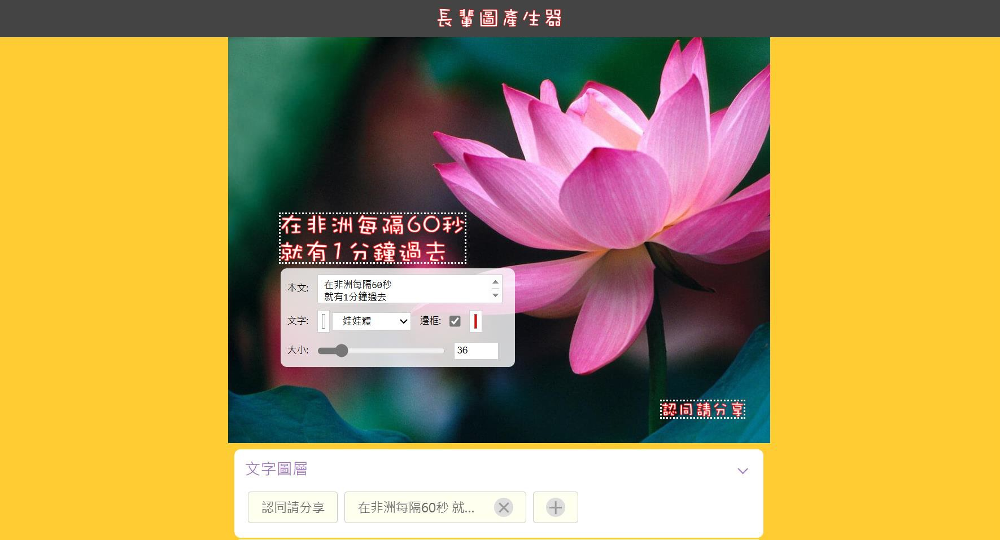 長輩圖產生器
在非洲每隔60秒
就有1分鐘過去
本文:
在非洲每隔60秒
就有1分鐘過去
文字:
娃娃體
邊框:
大小:
36
認同請分享
文字圖層
認同請分享
在非洲每隔60秒 就...